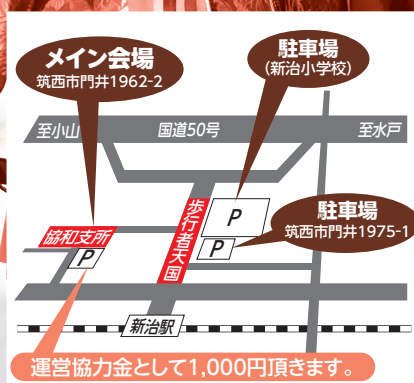 メイン会場
筑西市門井1962-2
駐車場
(新治小学校)
至小山
国道50号
至水戸
歩行者天国
P
駐車場
筑西市門井1975-1
P
協和支所
P
新治駅
運営協力金として1,000円頂きます。